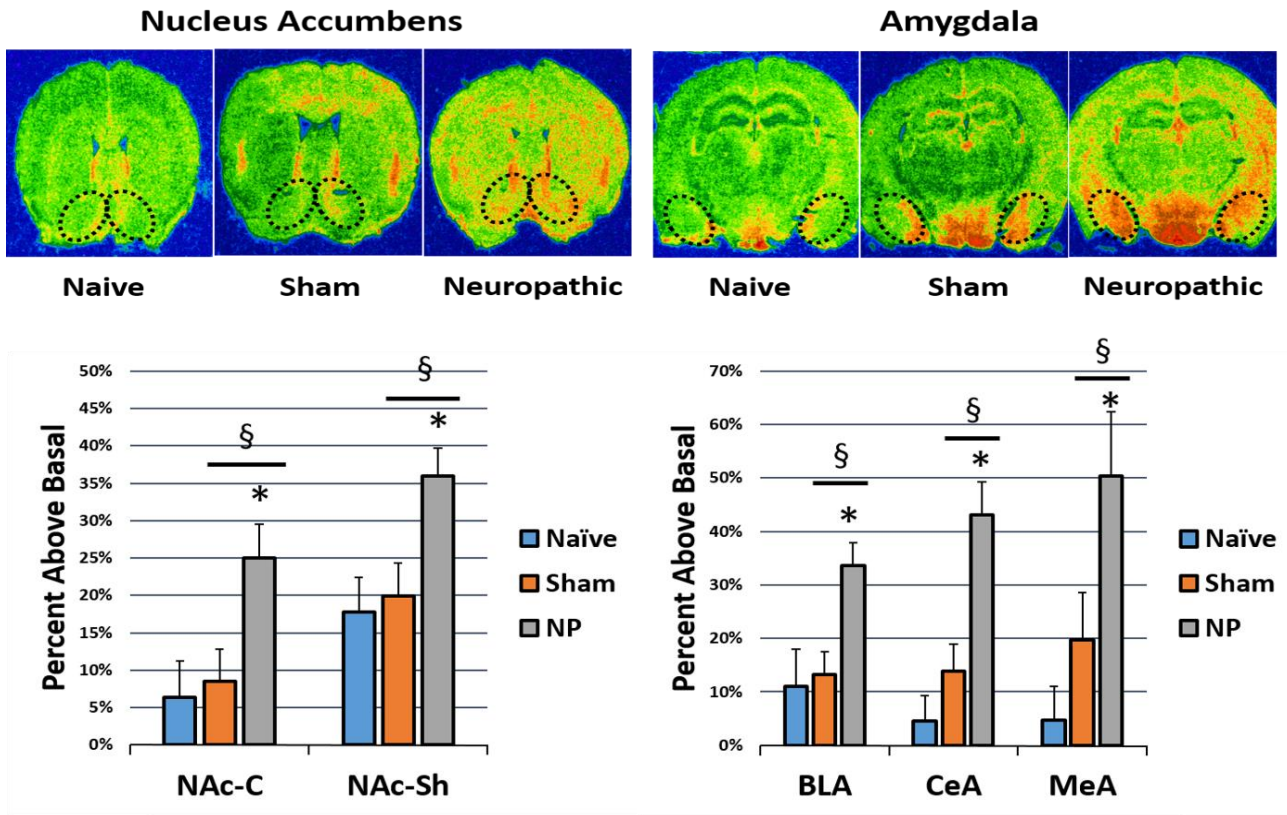 Nucleus Accumbens
Amygdala
Naive
Sham
Neuropathic
Naive
Sham
Neuropathic
Percent Above Basal
50%
45%
40%
35%
30%
25%
20%
15%
10%
5%
0%
§
*
§
*
NAc-C
NAc-Sh
Naïve
Sham
NP
Percent Above Basal
70%
60%
50%
40%
30%
20%
10%
0%
§
*
§
*
§
*
BLA
CeA
MeA
Naïve
Sham
NP